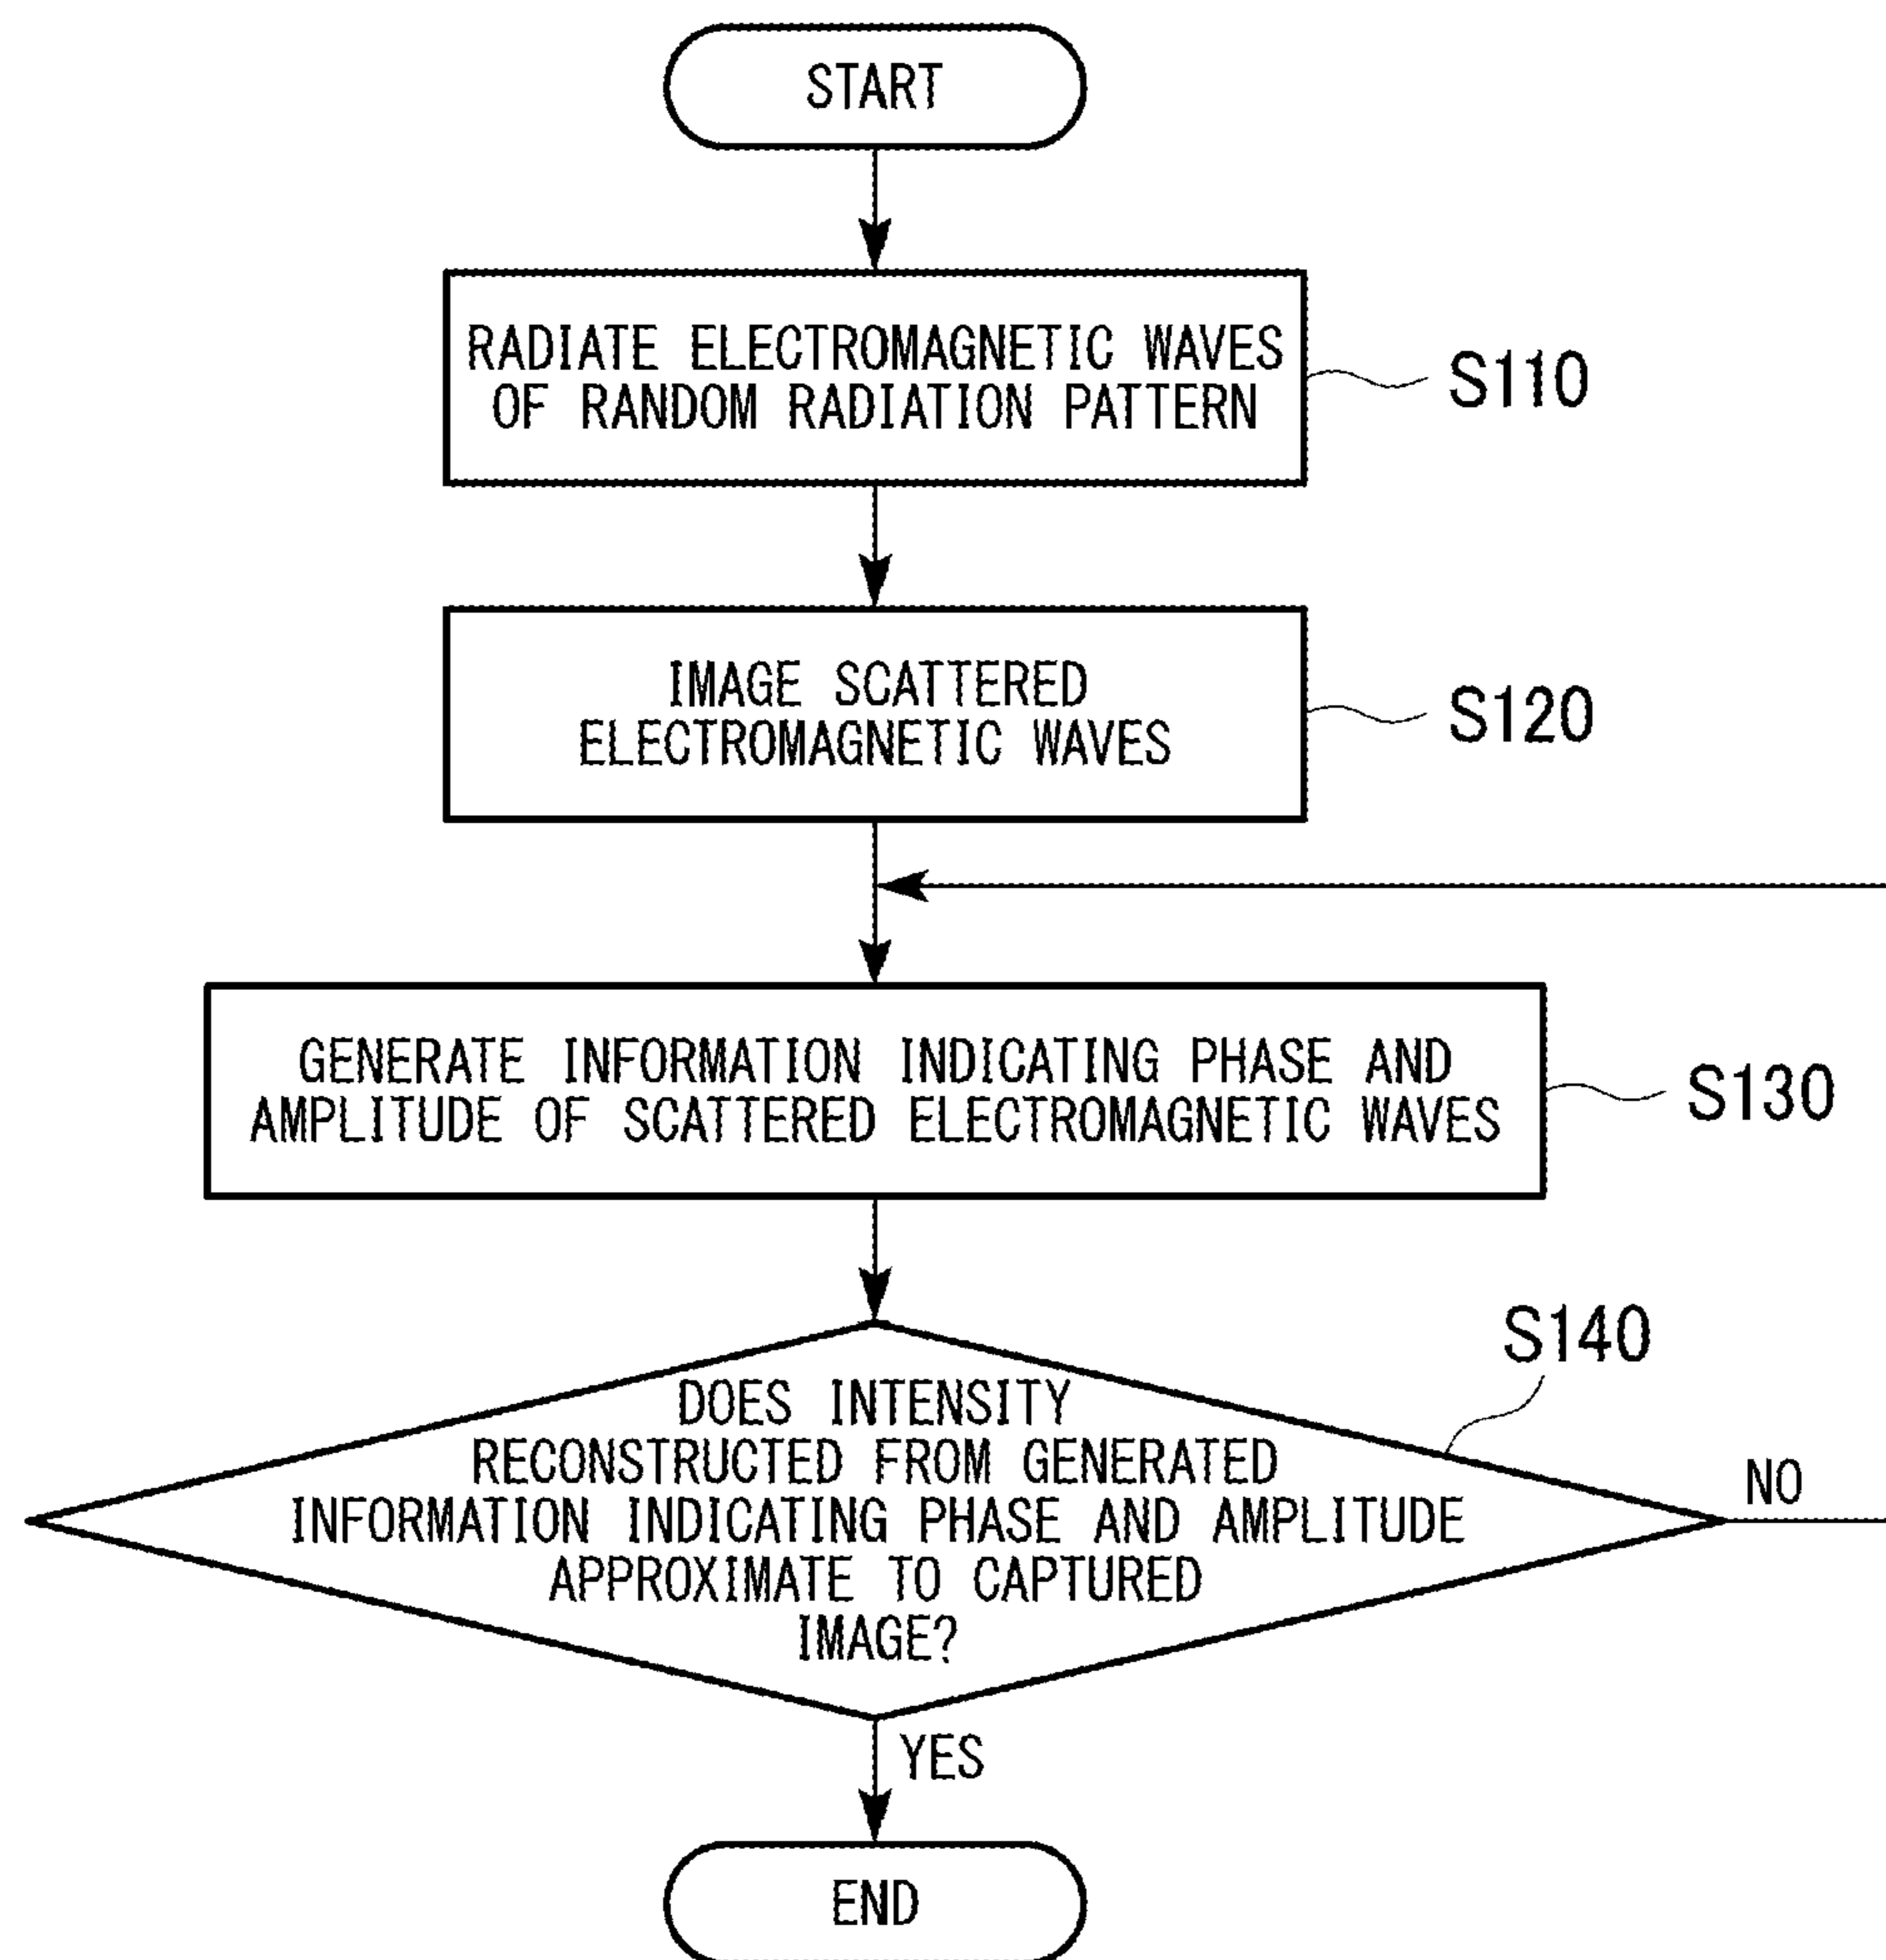 START
RADIATE ELECTROMAGNETIC WAVES
OF RANDOM RADIATION PATTERN
S110
IMAGE SCATTERED
ELECTROMAGNETIC WAVES
S120
GENERATE INFORMATION INDICATING PHASE AND
AMPLITUDE OF SCATTERED ELECTROMAGNETIC WAVES
S130
S140
DOES INTENSITY
RECONSTRUCTED FROM GENERATED
INFORMATION INDICATING PHASE AND AMPLITUDE
APPROXIMATE TO CAPTURED
IMAGE?
NO
YES
END